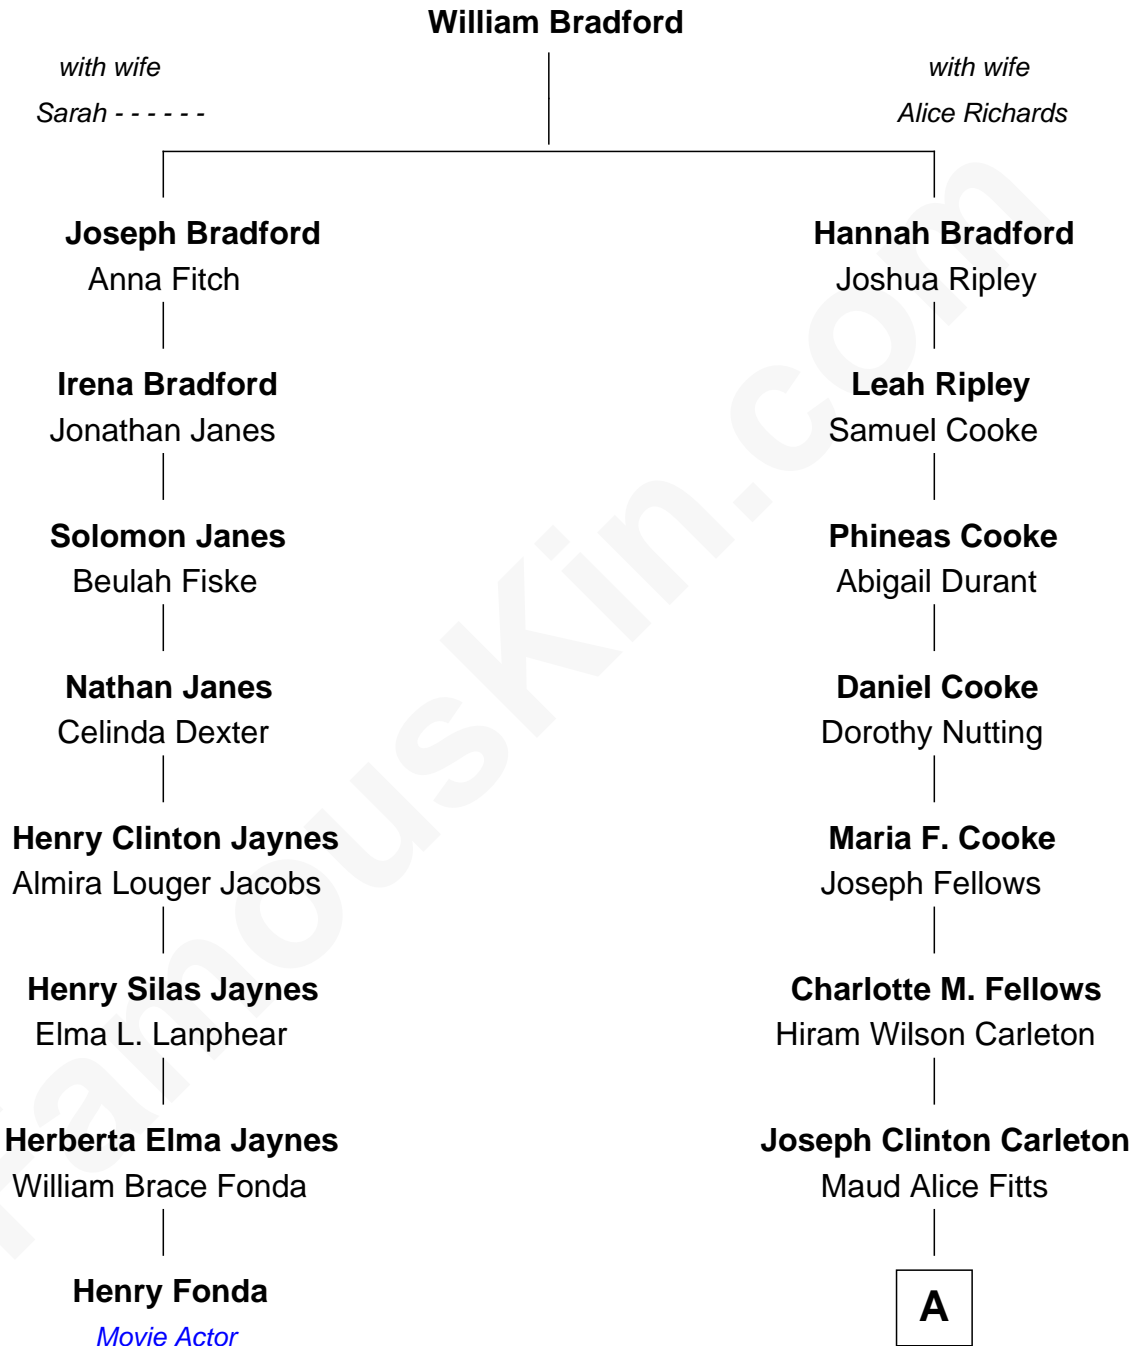 William Bradford
with wife
Sarah - - - - - -
with wife
Alice Richards
Joseph Bradford
Anna Fitch
Hannah Bradford
Joshua Ripley
Irena Bradford
Jonathan Janes
Leah Ripley
Samuel Cooke
Solomon Janes
Beulah Fiske
Phineas Cooke
Abigail Durant
Nathan Janes
Celinda Dexter
Daniel Cooke
Dorothy Nutting
Henry Clinton Jaynes
Almira Louger Jacobs
Maria F. Cooke
Joseph Fellows
Henry Silas Jaynes
Elma L. Lanphear
Charlotte M. Fellows
Hiram Wilson Carleton
Herberta Elma Jaynes
William Brace Fonda
Joseph Clinton Carleton
Maud Alice Fitts
Henry Fonda
Movie Actor
A
FamousKin.com